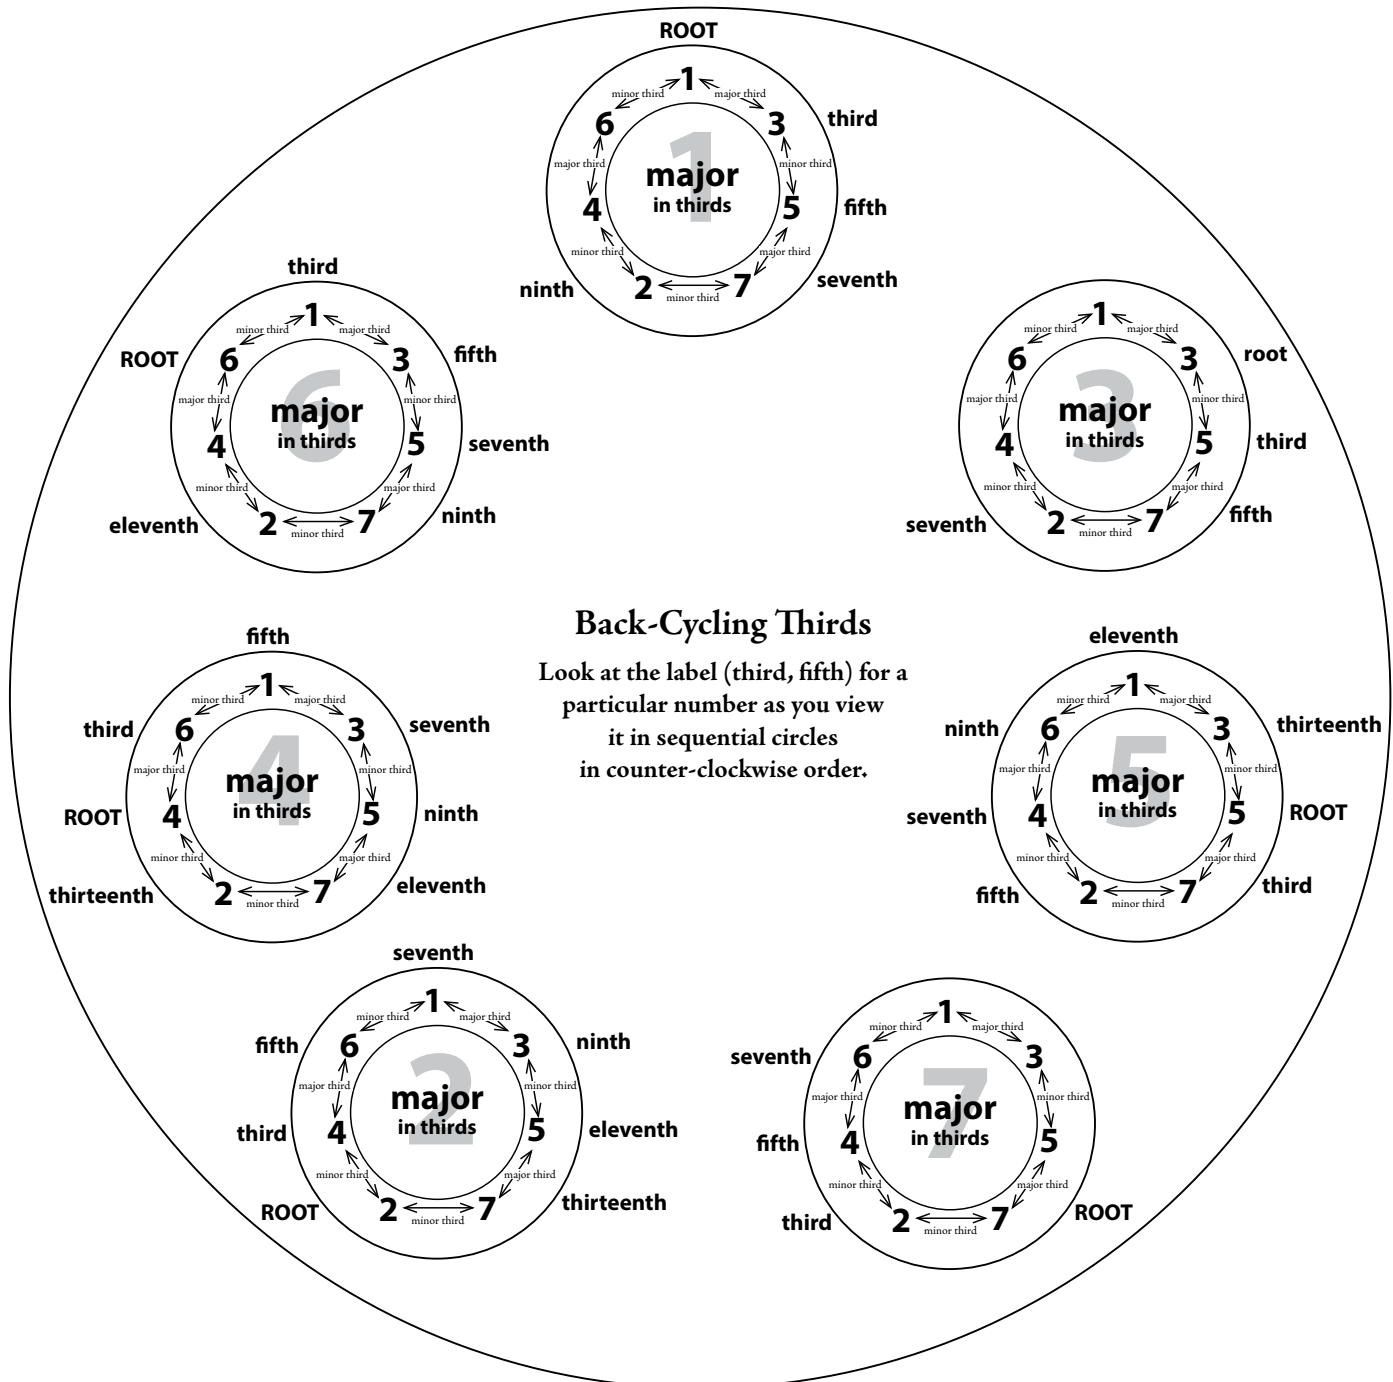 ROOT
1
minor third
major third
6
3
third
1
major third
major
minor third
in thirds
4
5
fifth
minor third
major third
ninth
2
7
seventh
minor third
third
1
minor third
major third
ROOT
6
3
fifth
6
major third
major
minor third
in thirds
4
5
seventh
minor third
major third
eleventh
2
7
ninth
minor third
1
minor third
major third
6
3
root
3
major third
major
minor third
in thirds
4
5
third
minor third
major third
seventh
2
7
fifth
minor third
Back-Cycling Thirds
Look at the label (third, fifth) for a
particular number as you view
it in sequential circles
in counter-clockwise order.
fifth
1
minor third
major third
third
6
3
seventh
4
major third
major
minor third
in thirds
ROOT
4
5
ninth
minor third
major third
thirteenth
2
7
eleventh
minor third
eleventh
1
minor third
major third
ninth
6
3
thirteenth
5
major third
major
minor third
in thirds
seventh
4
5
ROOT
minor third
major third
fifth
2
7
third
minor third
seventh
1
minor third
major third
fifth
6
3
ninth
2
major third
major
minor third
in thirds
third
4
5
eleventh
minor third
major third
ROOT
2
7
thirteenth
minor third
1
minor third
major third
seventh
6
3
7
major third
major
minor third
in thirds
fifth
4
5
minor third
major third
third
2
7
ROOT
minor third